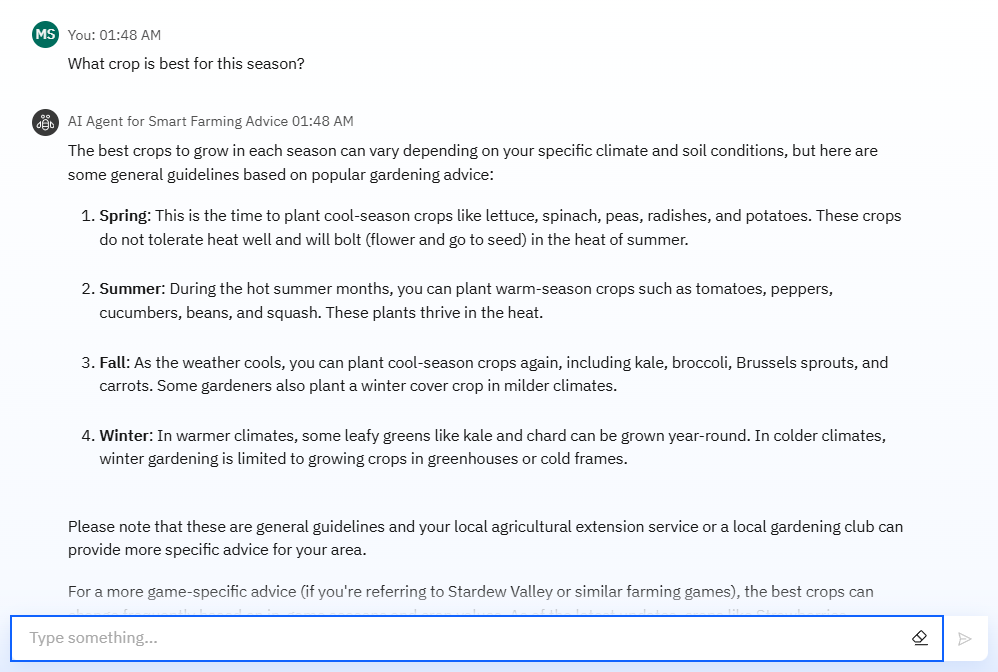 MS You: 01:48 AM
What crop is best for this season?
AI Agent for Smart Farming Advice 01:48 AM
The best crops to grow in each season can vary depending on your specific climate and soil conditions, but here are
some general guidelines based on popular gardening advice:
1. Spring: This is the time to plant cool-season crops like lettuce, spinach, peas, radishes, and potatoes. These crops
do not tolerate heat well and will bolt (flower and go to seed) in the heat of summer.
2. Summer: During the hot summer months, you can plant warm-season crops such as tomatoes, peppers,
cucumbers, beans, and squash. These plants thrive in the heat.
3. Fall: As the weather cools, you can plant cool-season crops again, including kale, broccoli, Brussels sprouts, and
carrots. Some gardeners also plant a winter cover crop in milder climates.
4. Winter: In warmer climates, some leafy greens like kale and chard can be grown year-round. In colder climates,
winter gardening is limited to growing crops in greenhouses or cold frames.
Please note that these are general guidelines and your local agricultural extension service or a local gardening club can
provide more specific advice for your area.
For a more game-specific advice (if you're referring to Stardew Valley or similar farming games), the best crops can
Type something...